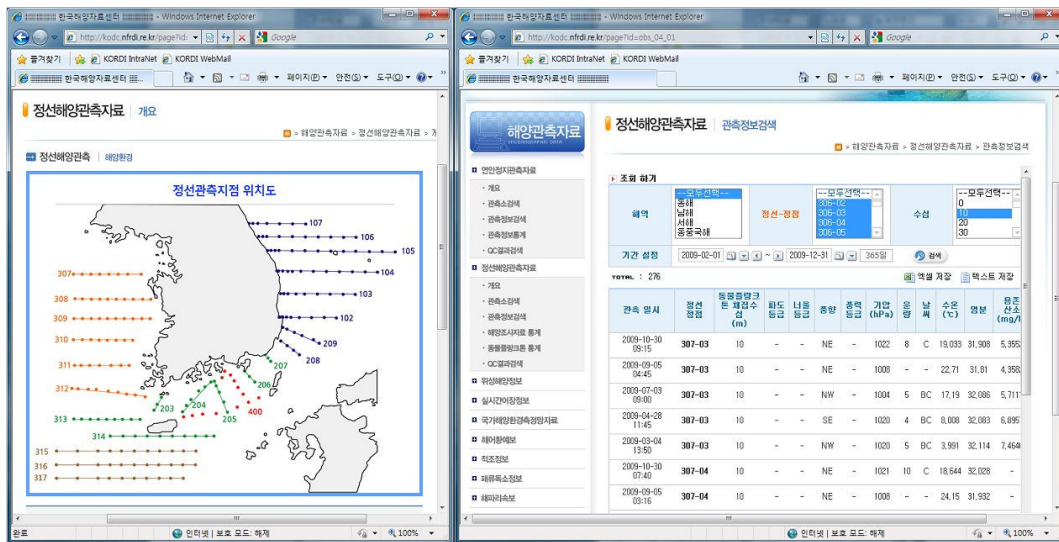 한국해양자료센터 - Windows Internet Explorer
http://kodc.nfrdi.re.kr/page?id=
Google
즐겨찾기 KORDI IntraNet KORDI WebMail
한국해양자료센터
페이지(P) 안전(S) 도구(O)
정선해양관측자료 개요
> 해양관측자료 > 정선해양관측자료 >
정선해양관측 해양환경
정선관측지점 위치도
107
106
105
104
103
102
209
208
207
206
400
205
204
203
307
308
309
310
311
312
313
314
315
316
317
완료 인터넷 | 보호 모드: 해제 100%
한국해양자료센터 - Windows Internet Explorer
http://kodc.nfrdi.re.kr/page?id=obs_04_01
Google
즐겨찾기 KORDI IntraNet KORDI WebMail
한국해양자료센터
페이지(P) 안전(S) 도구(O)
해양관측자료
연안정지관측자료
· 개요
· 관측소검색
· 관측정보검색
· 관측정보통계
· QC결과검색
정선해양관측자료
· 개요
· 관측소검색
· 관측정보검색
· 해양조사자료 통계
· 동물플랑크톤 통계
· QC결과검색
위성해양정보
실시간어장정보
국가해양환경측정망자료
해어황예보
적조정보
패류독소정보
해파리속보
정선해양관측자료 관측정보검색
> 해양관측자료 > 정선해양관측자료 > 관측정보검색
조회 하기
해역 --모두선택-- 동해 남해 서해 동중국해
정선-정점 --모두선택-- 306-02 306-03 306-04 306-05
수심 --모두선택-- 0 10 20 30
기간 설정 2009-02-01 ~ 2009-12-31 365일 검색
TOTAL : 276 엑셀 저장 텍스트 저장
관측 일시 정선 정점 동물플랑크톤 채집수심 (m) 파도 등급 너울 등급 풍향 풍력 등급 기압 (hPa) 운량 날씨 수온 (℃) 염분 용존 산소 (mg/l
2009-10-30 09:15 307-03 10 - - NE - 1022 8 C 19,033 31,908
2009-09-05 04:45 307-03 10 - - NE - 1008 - - 22,71 31,81
2009-07-03 09:00 307-03 10 - - NW - 1004 5 BC 17,19 32,086
2009-04-28 11:45 307-03 10 - - SE - 1020 4 BC 8,008 32,083
2009-03-04 13:50 307-03 10 - - NW - 1020 5 BC 3,991 32,114
2009-10-30 07:40 307-04 10 - - NE - 1021 10 C 18,644 32,028 -
2009-09-05 03:16 307-04 10 - - NE - 1008 - - 24,15 31,932 -
인터넷 | 보호 모드: 해제 100%